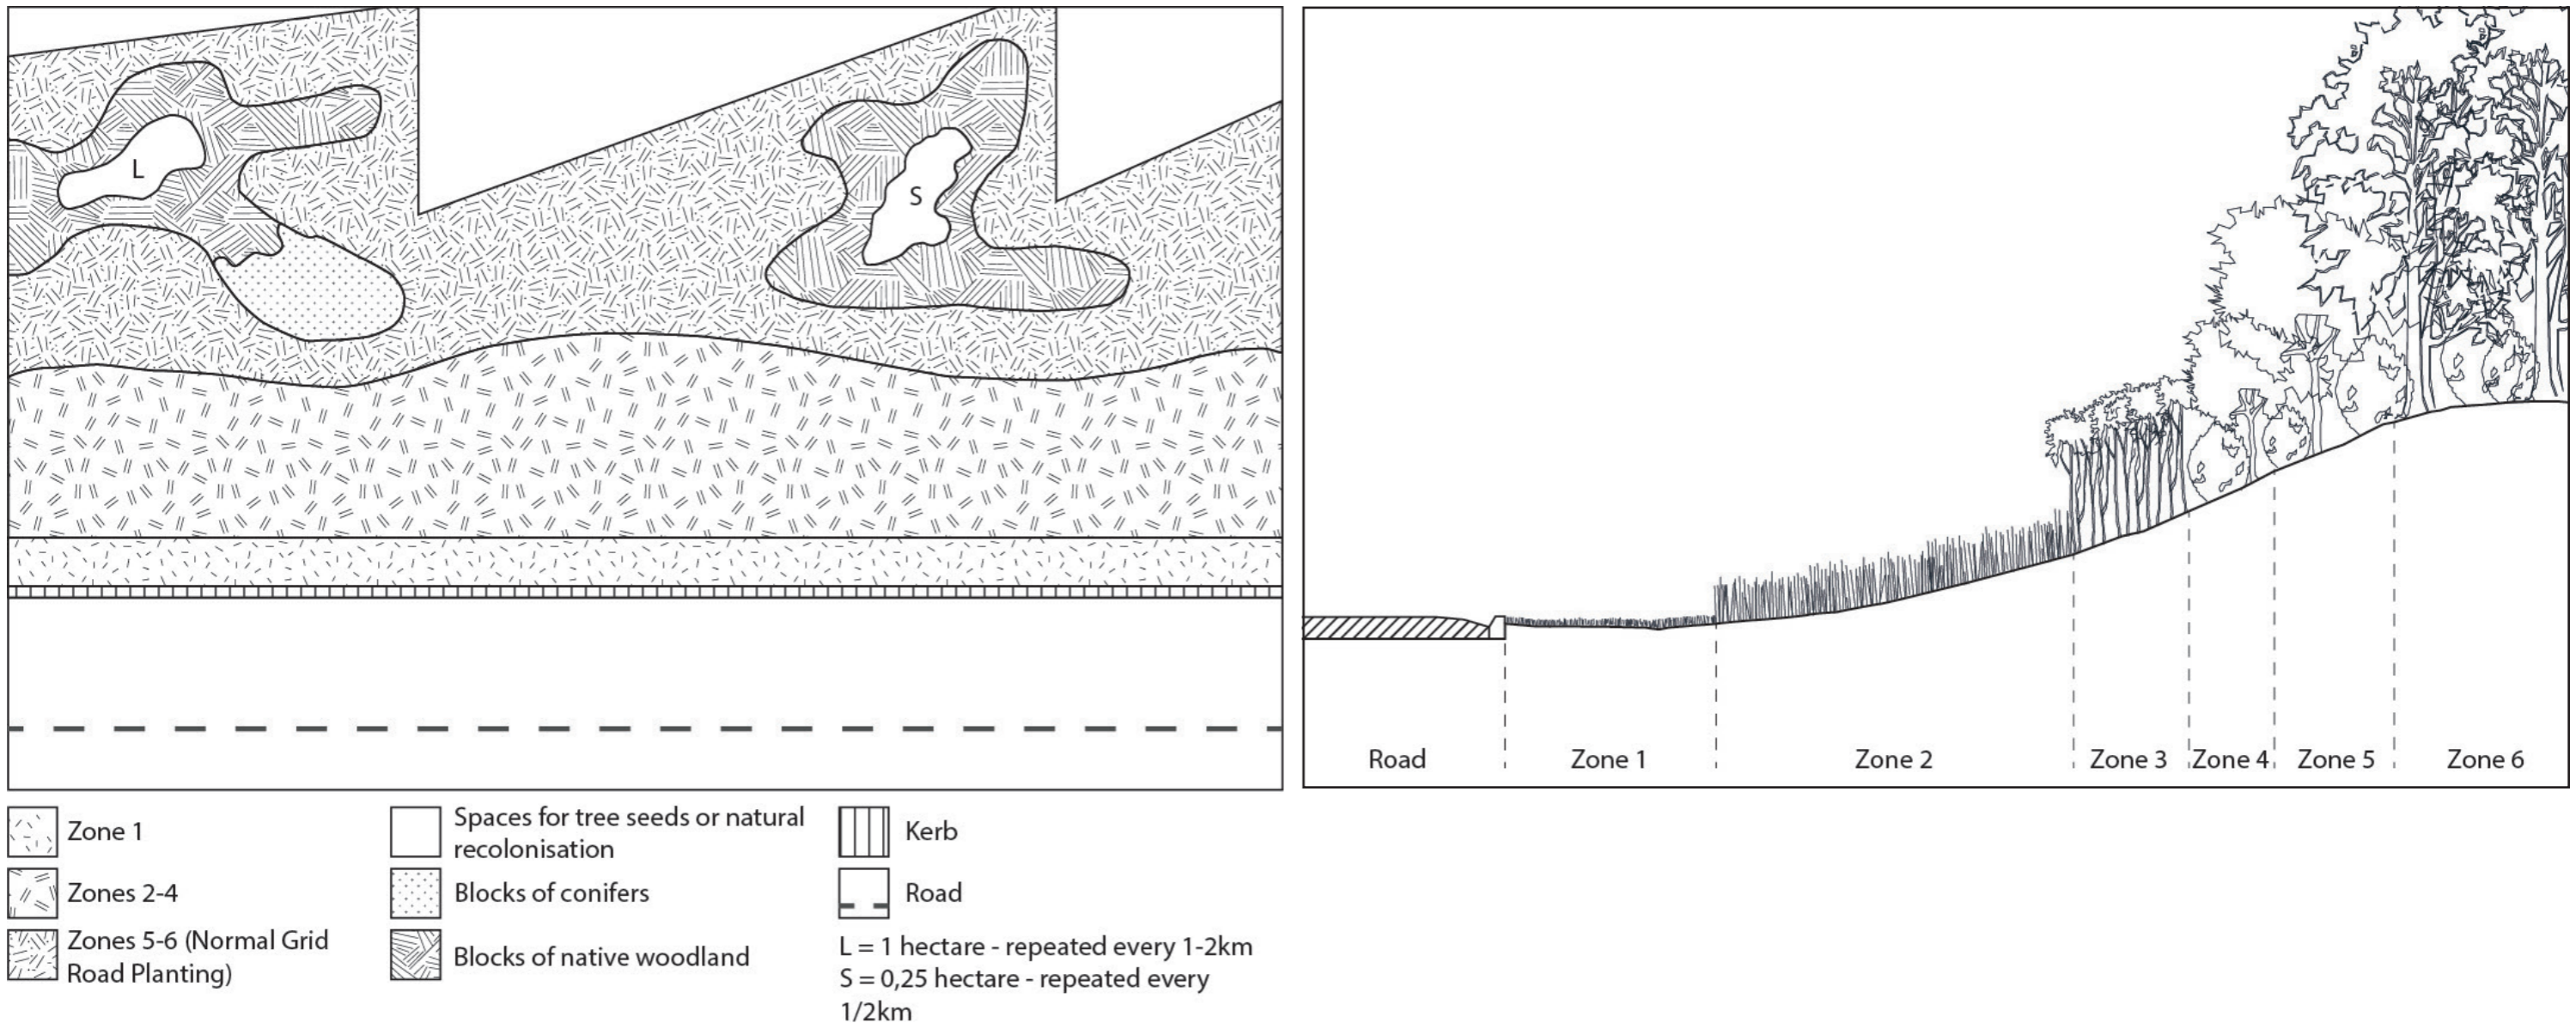 L
S
Road
Zone 1
Zone 2
Zone 3
Zone 4
Zone 5
Zone 6
Zone 1
Zones 2-4
Zones 5-6 (Normal Grid
Road Planting)
Spaces for tree seeds or natural
recolonisation
Blocks of conifers
Blocks of native woodland
Kerb
Road
L = 1 hectare - repeated every 1-2km
S = 0,25 hectare - repeated every
1/2km